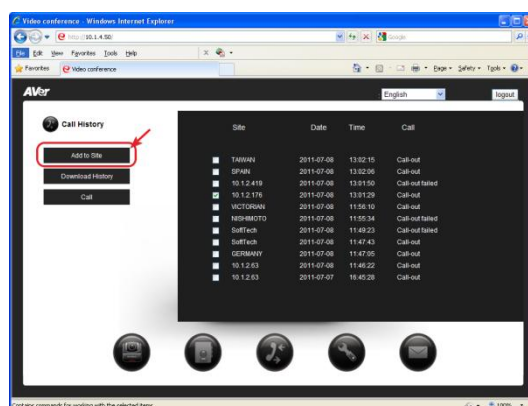 Video conference - Windows Internet Explorer
http://10.1.4.50/
Google
File Edit View Favorites Tools Help
Favorites Video conference
Page Safety Tools
AVer
English logout
Call History
Site Date Time Call
Add to Site
Download History
Call
TAIWAN 2011-07-08 13:02:15 Call-out
SPAIN 2011-07-08 13:02:06 Call-out
10.1.2.419 2011-07-08 13:01:50 Call-out failed
10.1.2.176 2011-07-08 13:01:29 Call-out
VICTORIAN 2011-07-08 11:56:10 Call-out
NISHIMOTO 2011-07-08 11:55:34 Call-out failed
SoftTech 2011-07-08 11:49:23 Call-out failed
SoftTech 2011-07-08 11:47:43 Call-out
GERMANY 2011-07-08 11:47:05 Call-out
10.1.2.63 2011-07-08 11:46:22 Call-out
10.1.2.63 2011-07-07 16:45:28 Call-out
Contains commands for working with the selected items.
100%